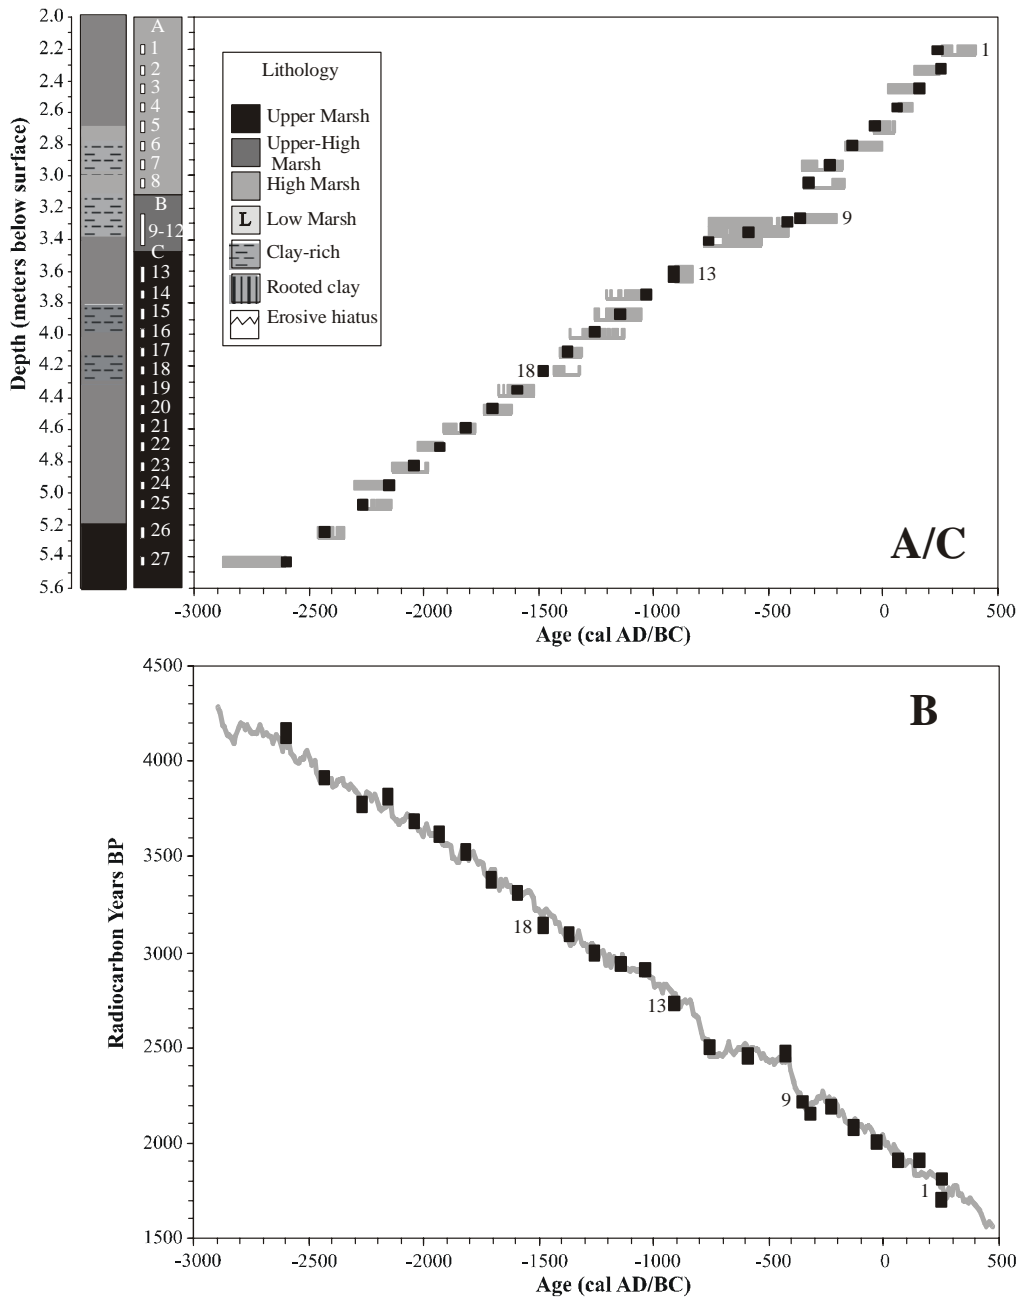 2.0
2.2
2.4
2.6
2.8
3.0
3.2
3.4
3.6
3.8
4.0
4.2
4.4
4.6
4.8
5.0
5.2
5.4
5.6
Depth (meters below surface)
A
1
2
3
4
5
6
7
8
B
9-12
C
13
14
15
16
17
18
19
20
21
22
23
24
25
26
27
Lithology
Upper Marsh
Upper-High
Marsh
High Marsh
L Low Marsh
Clay-rich
Rooted clay
Erosive hiatus
1
9
13
18
A/C
-3000 -2500 -2000 -1500 -1000 -500 0 500
Age (cal AD/BC)
4500
4000
3500
3000
2500
2000
1500
Radiocarbon Years BP
B
18
13
9
1
-3000 -2500 -2000 -1500 -1000 -500 0 500
Age (cal AD/BC)